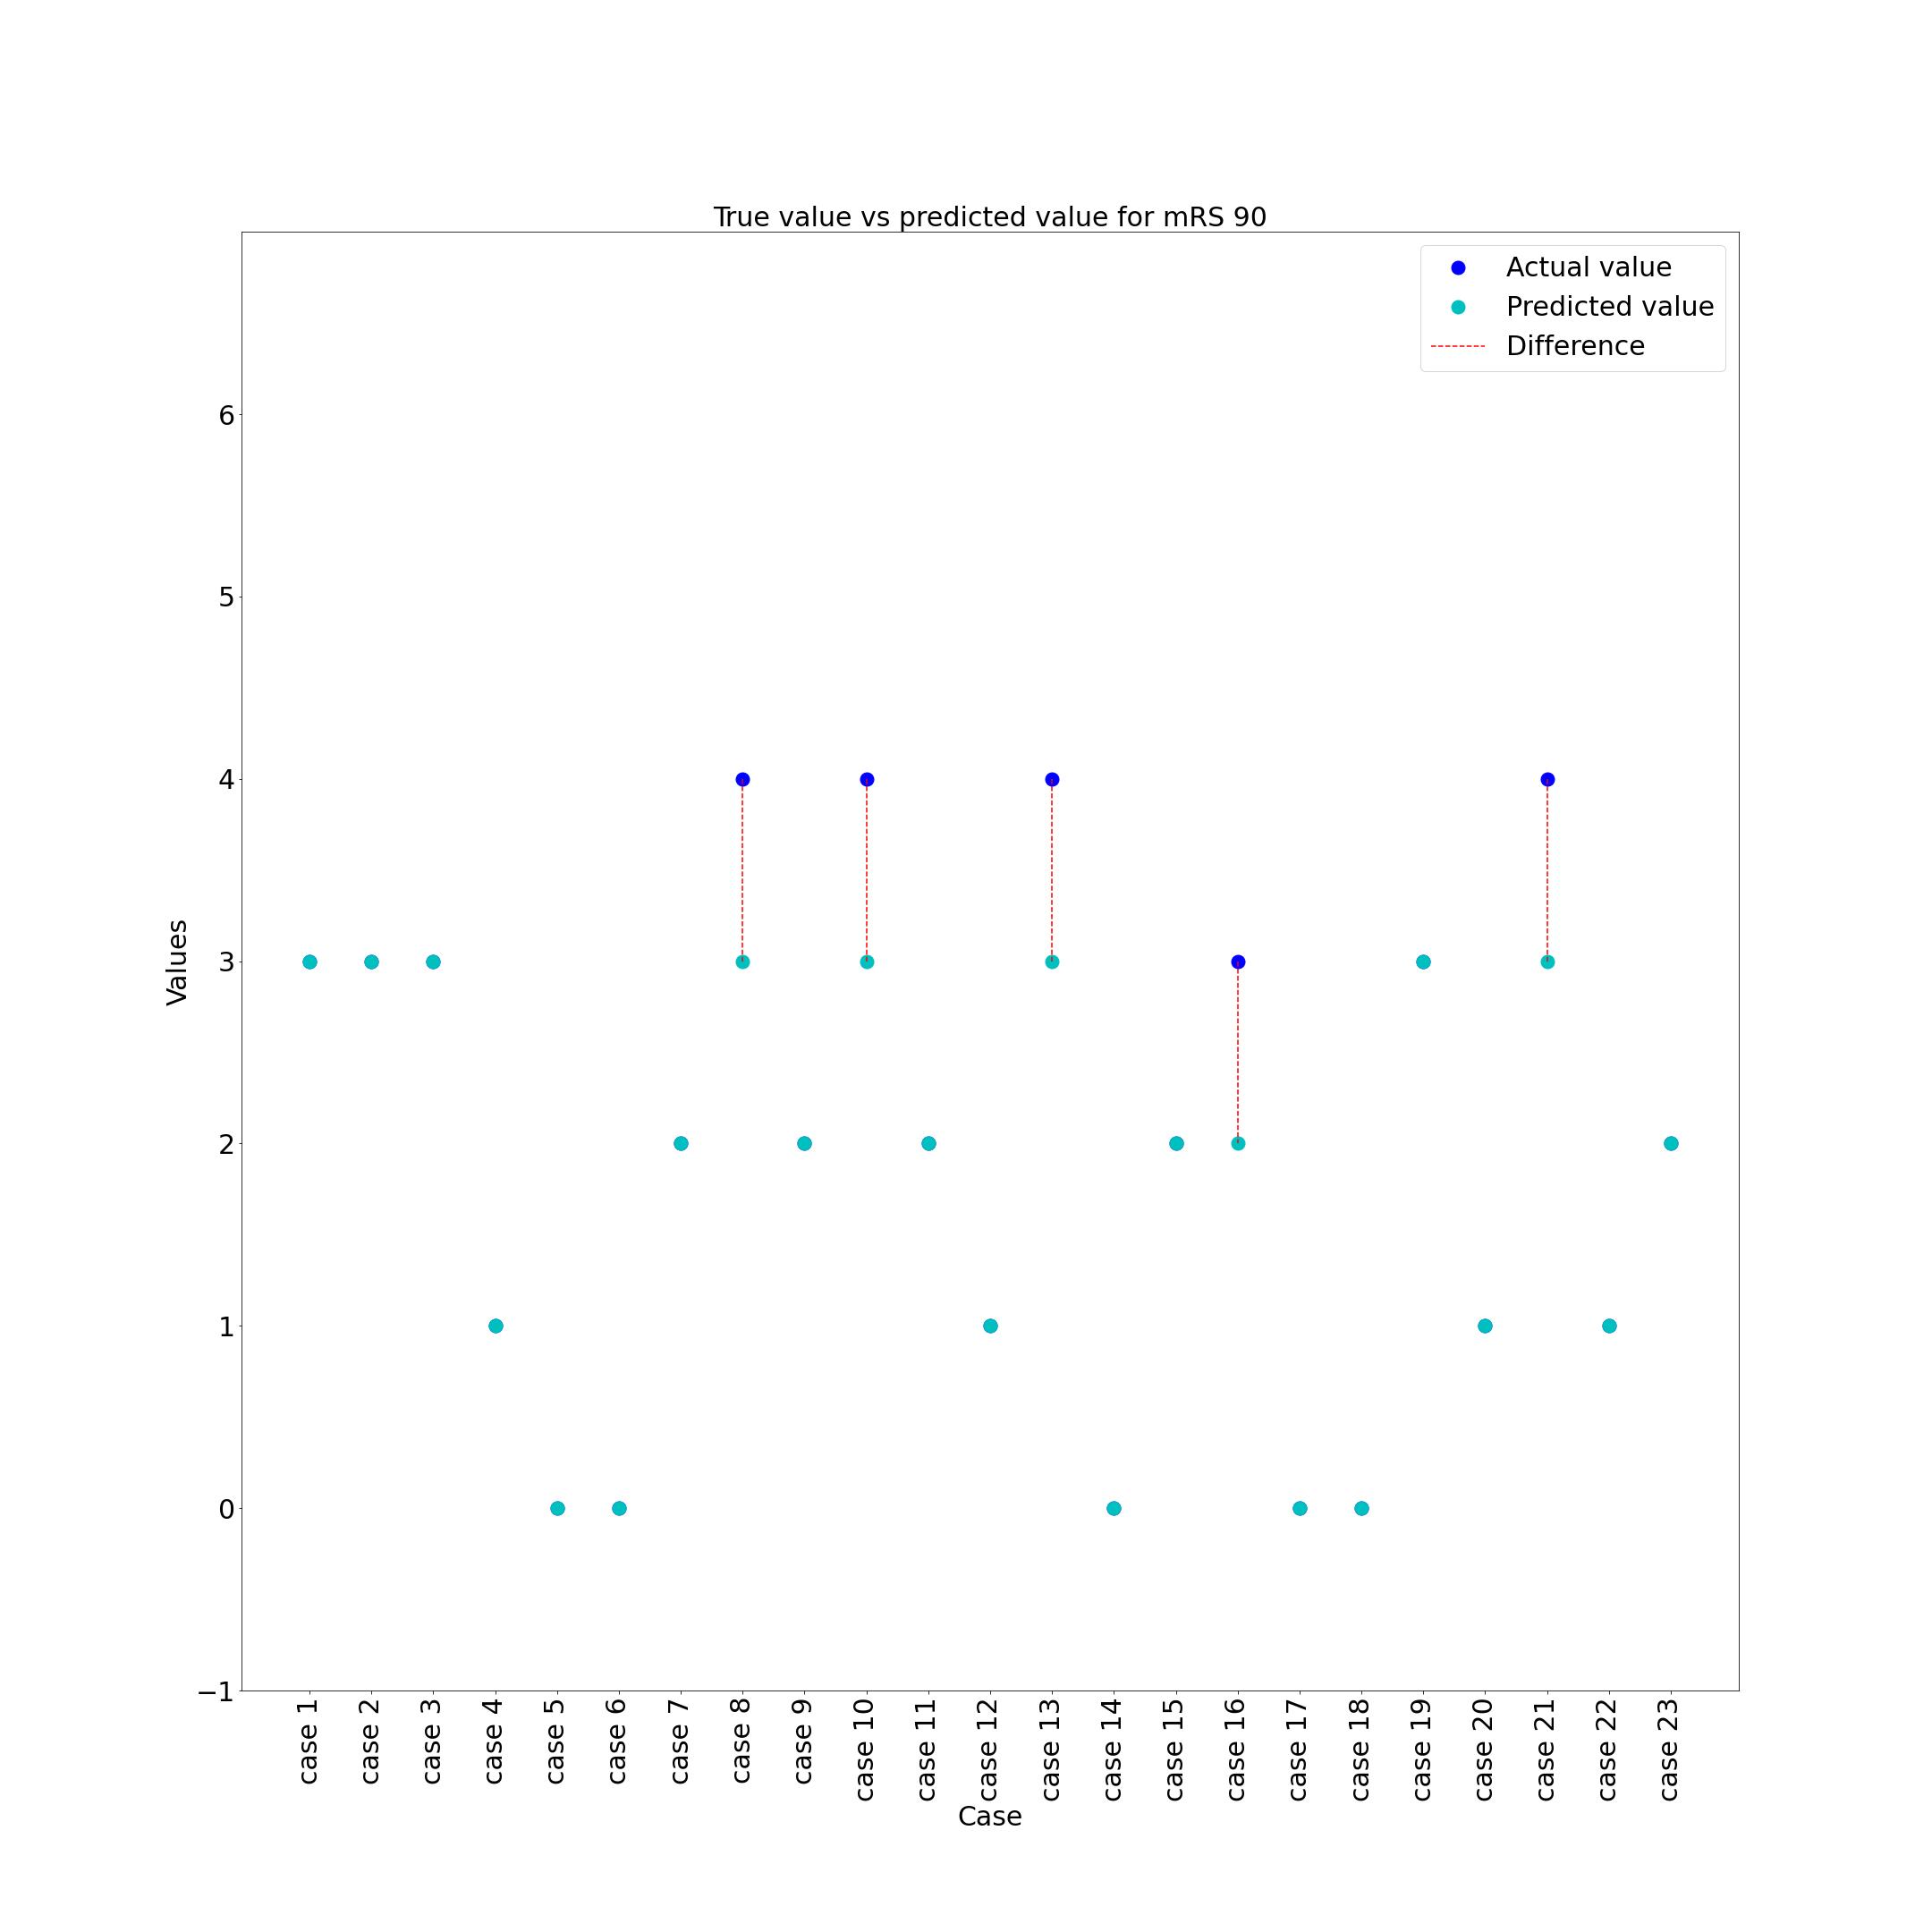 True value vs predicted value for mRS 90
Actual value
Predicted value
Difference
6
5
4
3
2
1
0
−1
Values
case 1
case 2
case 3
case 4
case 5
case 6
case 7
case 8
case 9
case 10
case 11
case 12
case 13
case 14
case 15
case 16
case 17
case 18
case 19
case 20
case 21
case 22
case 23
Case